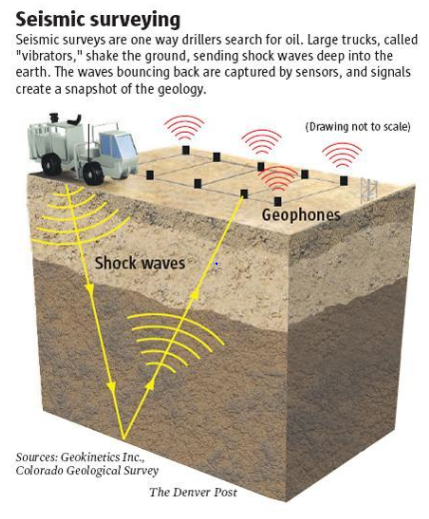 Seismic surveying
Seismic surveys are one way drillers search for oil. Large trucks, called
"vibrators," shake the ground, sending shock waves deep into the
earth. The waves bouncing back are captured by sensors, and signals
create a snapshot of the geology.
(Drawing not to scale)
Geophones
Shock waves
Sources: Geokinetics Inc.,
Colorado Geological Survey
The Denver Post